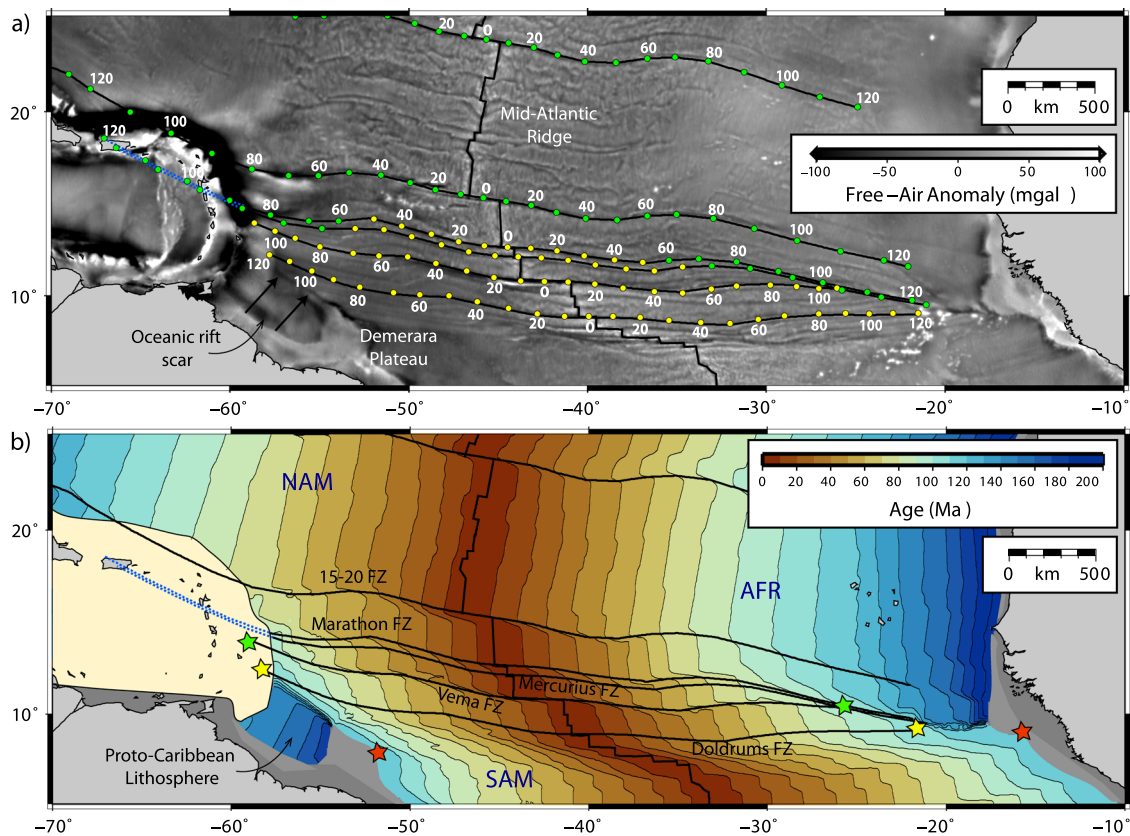 a)
20 0 20 40 60 80 100 120
120 100 80 60 40 20 0 20 40 60 80 100 120
Mid-Atlantic
Ridge
0 km 500
−100 −50 0 50 100
Free −Air Anomaly (mgal )
120 100 80 60 40 20 0 20 40 60 80 100 120
100 80 60 40 20 0 20 40 60 80 100
120 100 80 60 40 20 0 20 40 60 80 100 120
Oceanic rift
scar
Demerara
Plateau
20˚
10˚
−70˚ −60˚ −50˚ −40˚ −30˚ −20˚ −10˚
b)
NAM
0 20 40 60 80 100 120 140 160 180 200
Age (Ma )
0 km 500
20˚
15-20 FZ
AFR
Marathon FZ
Mercurius FZ
Vema FZ
10˚
Doldrums FZ
Proto-Caribbean
Lithosphere
SAM
−70˚ −60˚ −50˚ −40˚ −30˚ −20˚ −10˚